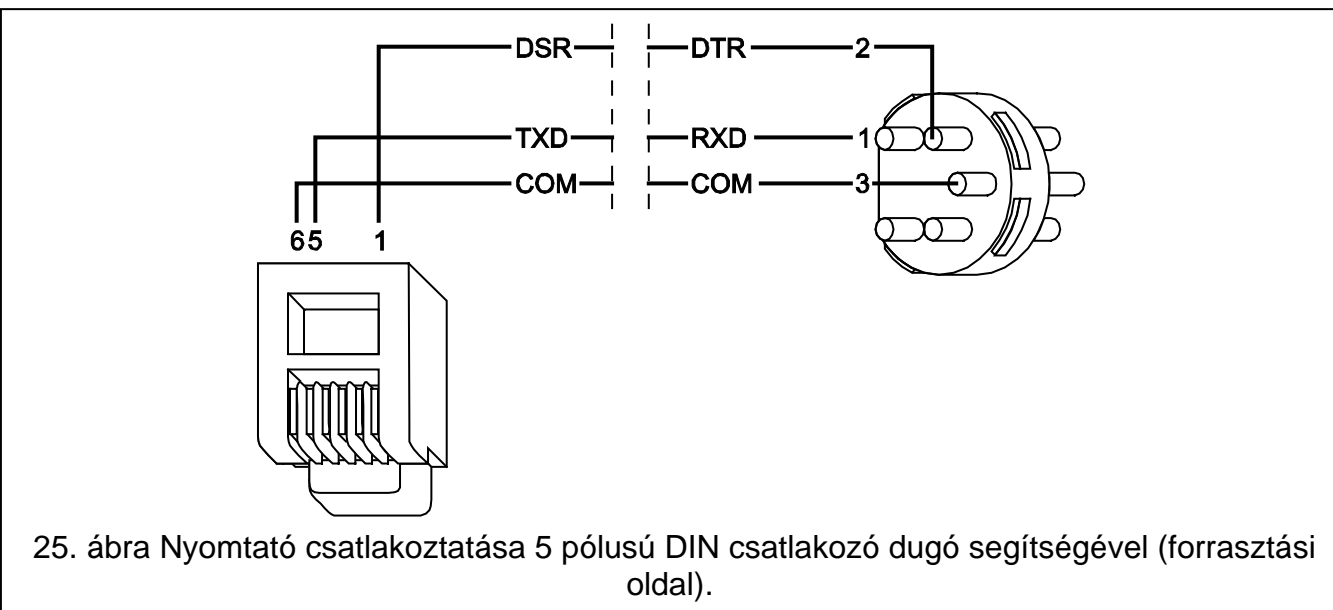 DSR DTR 2
TXD RXD 1
COM COM 3
65 1
25. ábra Nyomtató csatlakoztatása 5 pólusú DIN csatlakozó dugó segítségével (forrasztási
oldal).